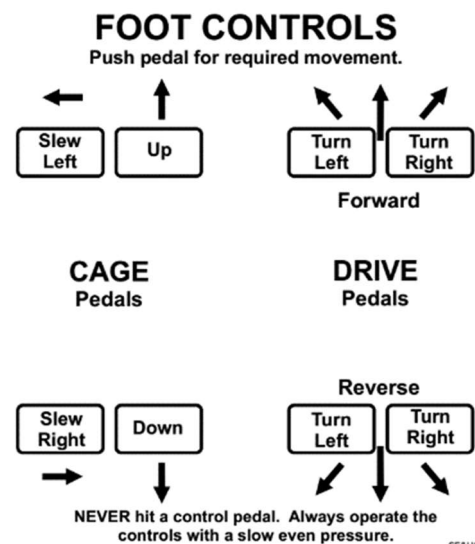 FOOT CONTROLS
Push pedal for required movement.
Slew
Left
Up
Turn
Left
Turn
Right
Forward
CAGE
Pedals
DRIVE
Pedals
Reverse
Slew
Right
Down
Turn
Left
Turn
Right
NEVER hit a control pedal. Always operate the
controls with a slow even pressure.